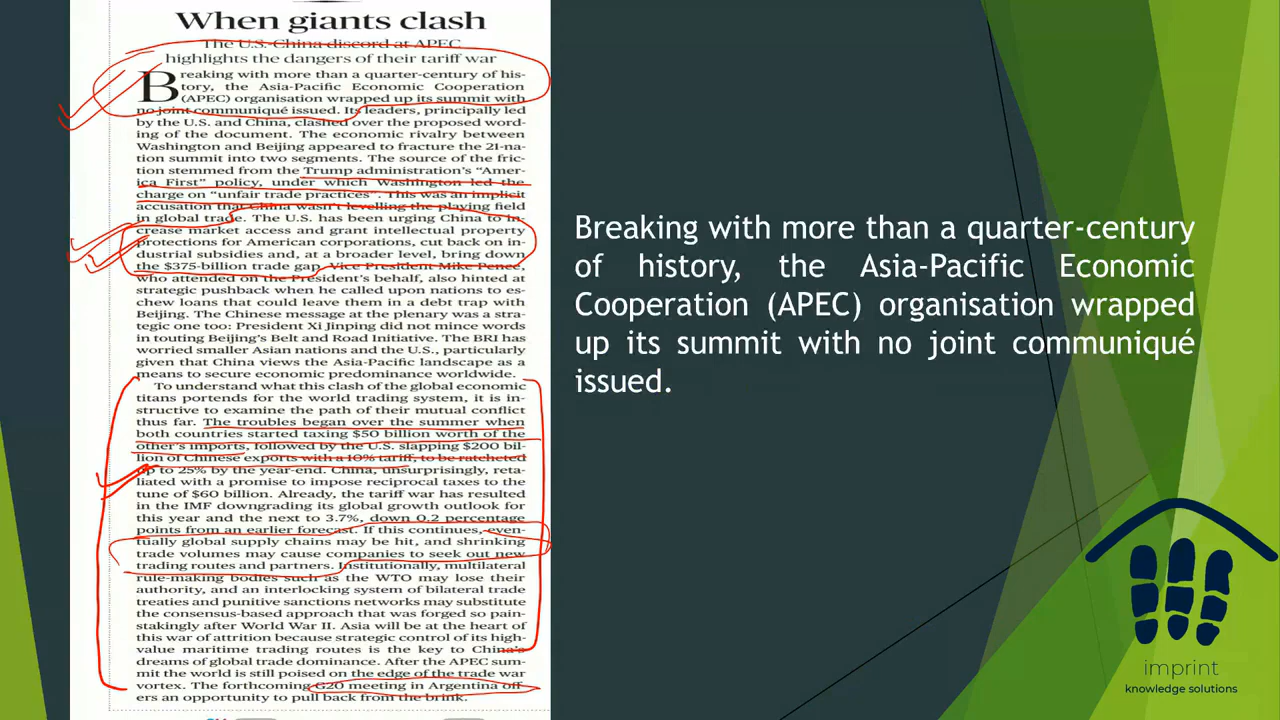 When giants clash
The U.S.-China discord at APEC
highlights the dangers of their tariff war
Breaking with more than a quarter-century of his-
tory, the Asia-Pacific Economic Cooperation
(APEC) organisation wrapped up its summit with
no joint communiqué issued. Its leaders, principally led
by the U.S. and China, clashed over the proposed word-
ing of the document. The economic rivalry between
Washington and Beijing appeared to fracture the 21-na-
tion summit into two segments. The source of the fric-
tion stemmed from the Trump administration's "Amer-
ica First" policy, under which Washington led the
charge on "unfair trade practices". This was an implicit
accusation that China wasn't levelling the playing field
in global trade. The U.S. has been urging China to in-
crease market access and grant intellectual property
protections for American corporations, cut back on in-
dustrial subsidies and, at a broader level, bring down
the $375-billion trade gap. Vice President Mike Pence,
who attended on the President's behalf, also hinted at
strategic pushback when he called upon nations to es-
chew loans that could leave them in a debt trap with
Beijing. The Chinese message at the plenary was a stra-
tegic one too: President Xi Jinping did not mince words
in touting Beijing's Belt and Road Initiative. The BRI has
worried smaller Asian nations and the U.S., particularly
given that China views the Asia-Pacific landscape as a
means to secure economic predominance worldwide.
To understand what this clash of the global economic
titans portends for the world trading system, it is in-
structive to examine the path of their mutual conflict
thus far. The troubles began over the summer when
both countries started taxing $50 billion worth of the
other's imports, followed by the U.S. slapping $200 bil-
lion of Chinese exports with a 10% tariff, to be ratcheted
up to 25% by the year-end. China, unsurprisingly, reta-
liated with a promise to impose reciprocal taxes to the
tune of $60 billion. Already, the tariff war has resulted
in the IMF downgrading its global growth outlook for
this year and the next to 3.7%, down 0.2 percentage
points from an earlier forecast. If this continues, even-
tually global supply chains may be hit, and shrinking
trade volumes may cause companies to seek out new
trading routes and partners. Institutionally, multilateral
rule-making bodies such as the WTO may lose their
authority, and an interlocking system of bilateral trade
treaties and punitive sanctions networks may substitute
the consensus-based approach that was forged so pain-
stakingly after World War II. Asia will be at the heart of
this war of attrition because strategic control of its high-
value maritime trading routes is the key to China's
dreams of global trade dominance. After the APEC sum-
mit the world is still poised on the edge of the trade war
vortex. The forthcoming G20 meeting in Argentina off-
ers an opportunity to pull back from the brink.
Breaking with more than a quarter-century
of history, the Asia-Pacific Economic
Cooperation (APEC) organisation wrapped
up its summit with no joint communiqué
issued.
imprint
knowledge solutions